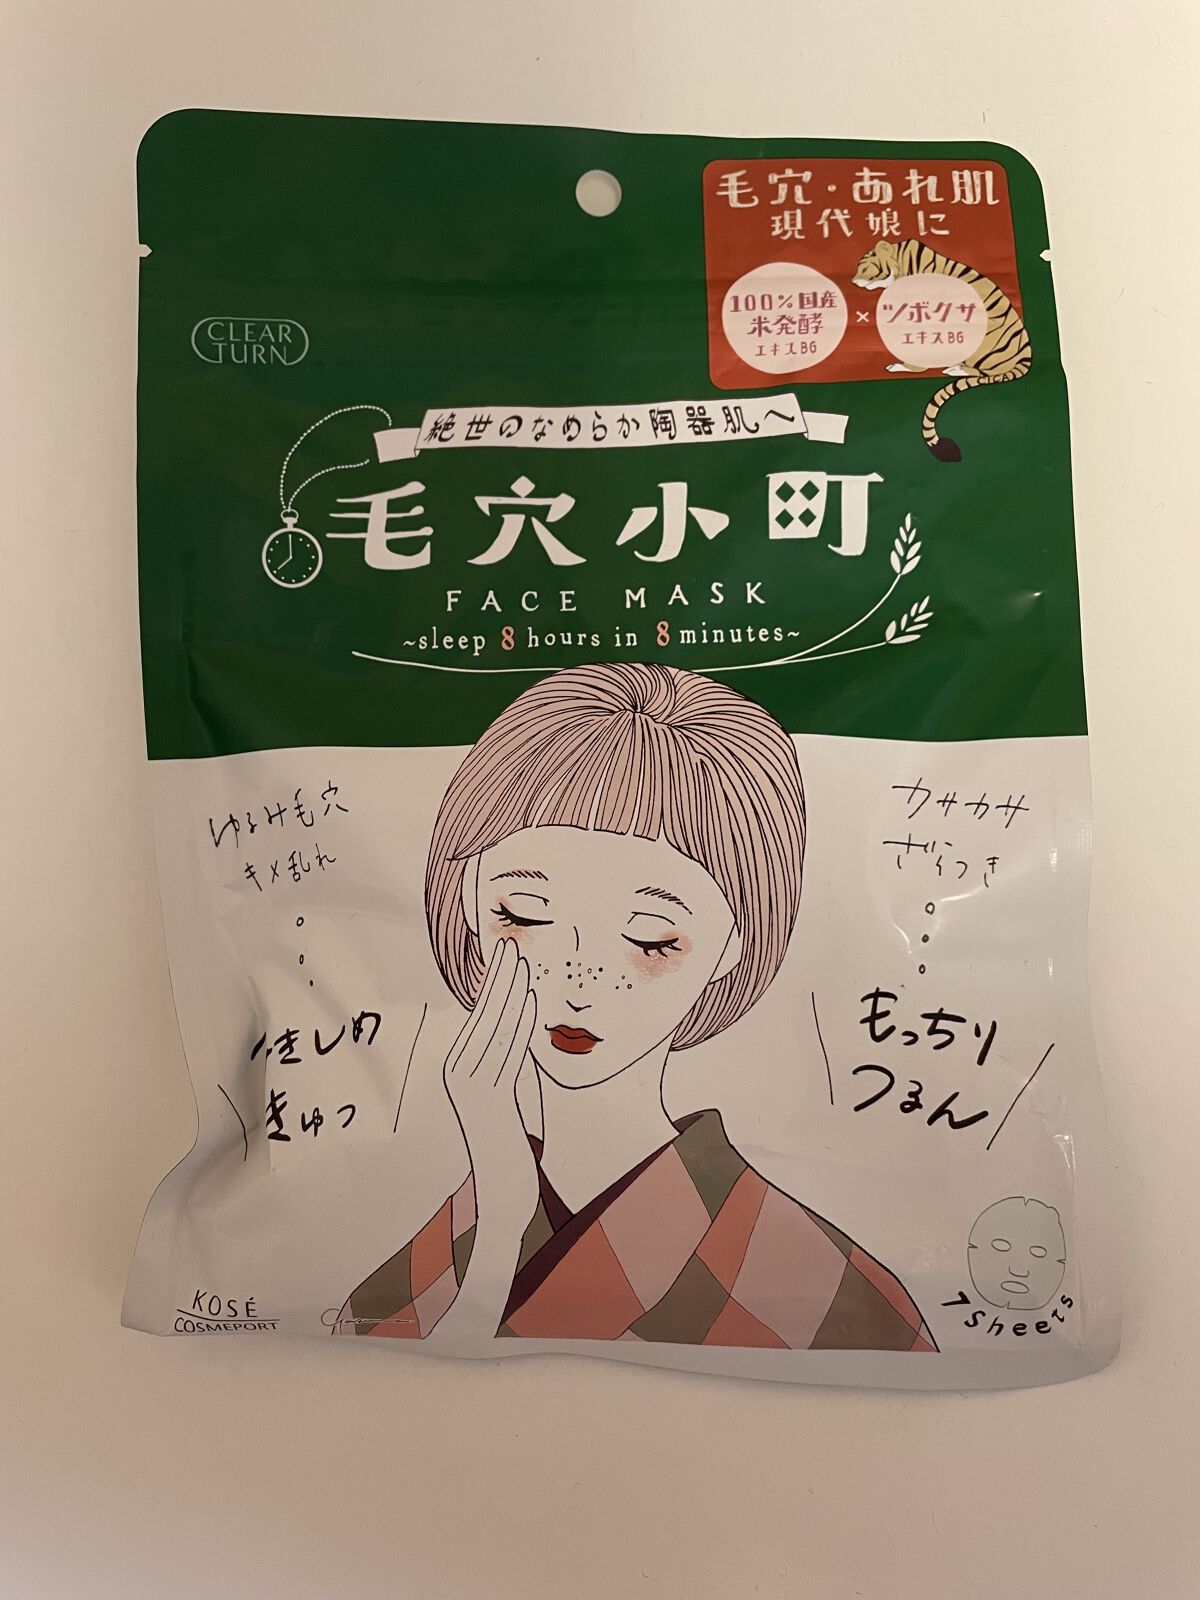 毛穴・あれ肌
現代娘に
100%国産
米発酵
エキスBG
×
ツボクサ
エキスBG
CICA
CLEAR
TURN
絶世のなめらか陶器肌へ
毛穴小町
FACE MASK
~sleep 8 hours in 8 minutes~
ゆるみ毛穴
キメ乱れ
きしめ
きゅっ
カサカサ
ざらつき
もっちり
つるん
7sheets
KOSÉ
COSMEPORT